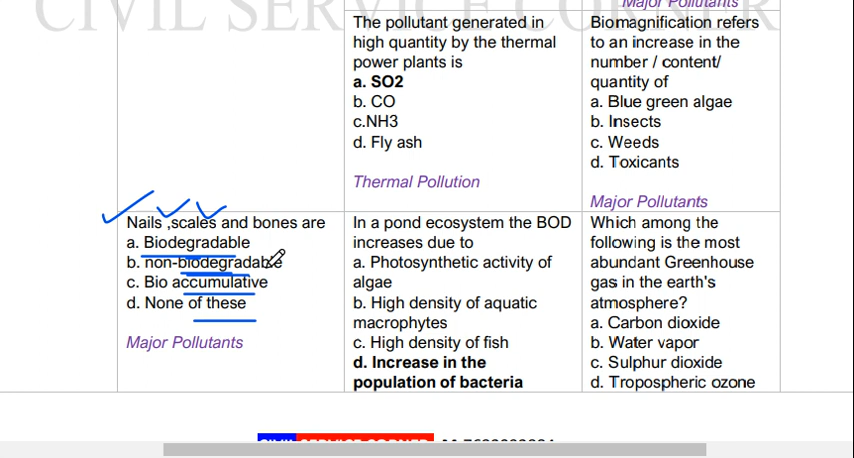 CIVIL SERVICE CORNER
Major Pollutants
The pollutant generated in
high quantity by the thermal
power plants is
a. SO2
b. CO
c.NH3
d. Fly ash
Thermal Pollution
Biomagnification refers
to an increase in the
number / content/
quantity of
a. Blue green algae
b. Insects
c. Weeds
d. Toxicants
Major Pollutants
Nails ,scales and bones are
a. Biodegradable
b. non-biodegradable
c. Bio accumulative
d. None of these
Major Pollutants
In a pond ecosystem the BOD
increases due to
a. Photosynthetic activity of
algae
b. High density of aquatic
macrophytes
c. High density of fish
d. Increase in the
population of bacteria
Which among the
following is the most
abundant Greenhouse
gas in the earth's
atmosphere?
a. Carbon dioxide
b. Water vapor
c. Sulphur dioxide
d. Tropospheric ozone